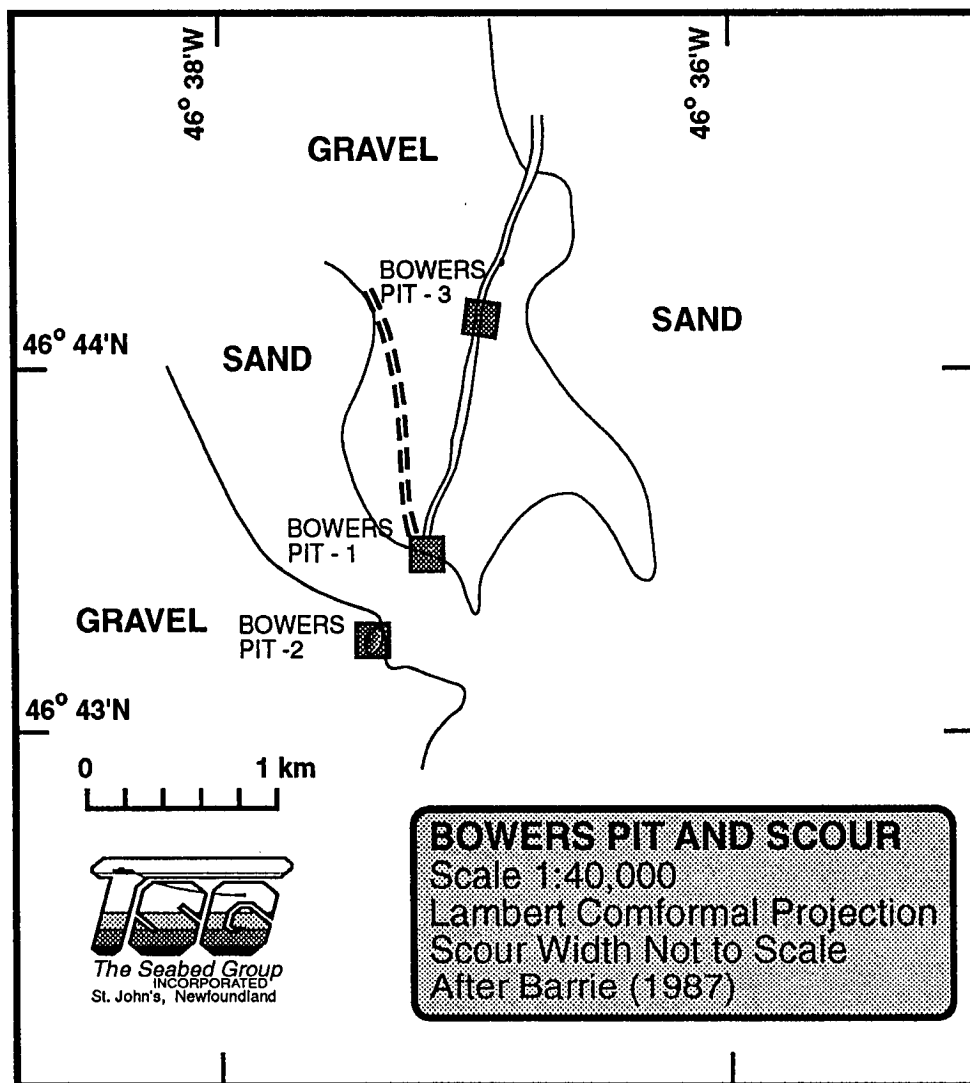 46° 38'W
46° 36'W
GRAVEL
BOWERS
PIT - 3
SAND
46° 44'N
SAND
BOWERS
PIT - 1
GRAVEL
BOWERS
PIT -2
46° 43'N
0 1 km
BOWERS PIT AND SCOUR
Scale 1:40,000
Lambert Comformal Projection
Scour Width Not to Scale
After Barrie (1987)
The Seabed Group
INCORPORATED
St. John's, Newfoundland